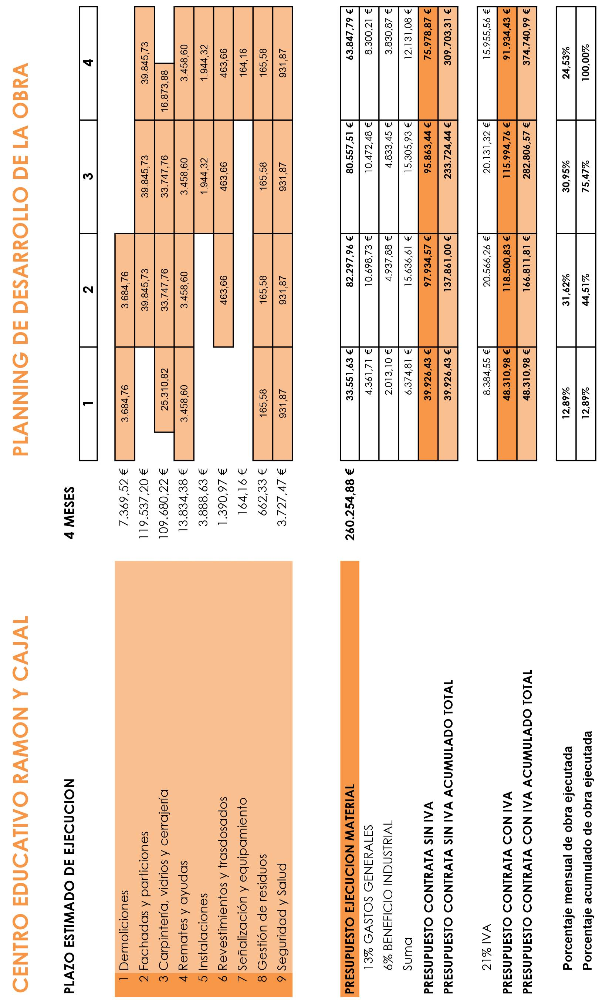 CENTRO EDUCATIVO RAMON Y CAJAL PLANNING DE DESARROLLO DE LA OBRA
PLAZO ESTIMADO DE EJECUCION 4 MESES
1 2 3 4
1 Demoliciones 7.369,52 € 3.684,76 3.684,76
2 Fachadas y particiones 119.537,20 € 39.845,73 39.845,73 39.845,73
3 Carpintería, vidrios y cerrajería 109.680,22 € 25.310,82 33.747,76 33.747,76 16.873,88
4 Remates y ayudas 13.834,38 € 3.458,60 3.458,60 3.458,60 3.458,60
5 Instalaciones 3.888,63 € 1.944,32 1.944,32
6 Revestimientos y trasdosados 1.390,97 € 463,66 463,66 463,66
7 Señalización y equipamiento 164,16 € 164,16
8 Gestión de residuos 662,33 € 165,58 165,58 165,58 165,58
9 Seguridad y Salud 3.727,47 € 931,87 931,87 931,87 931,87
PRESUPUESTO EJECUCION MATERIAL 260.254,88 € 33.551,63 € 82.297,96 € 80.557,51 € 63.847,79 €
13% GASTOS GENERALES 4.361,71 € 10.698,73 € 10.472,48 € 8.300,21 €
6% BENEFICIO INDUSTRIAL 2.013,10 € 4.937,88 € 4.833,45 € 3.830,87 €
Suma 6.374,81 € 15.636,61 € 15.305,93 € 12.131,08 €
PRESUPUESTO CONTRATA SIN IVA 39.926,43 € 97.934,57 € 95.863,44 € 75.978,87 €
PRESUPUESTO CONTRATA SIN IVA ACUMULADO TOTAL 39.926,43 € 137.861,00 € 233.724,44 € 309.703,31 €
21% IVA 8.384,55 € 20.566,26 € 20.131,32 € 15.955,56 €
PRESUPUESTO CONTRATA CON IVA 48.310,98 € 118.500,83 € 115.994,76 € 91.934,43 €
PRESUPUESTO CONTRATA CON IVA ACUMULADO TOTAL 48.310,98 € 166.811,81 € 282.806,57 € 374.740,99 €
Porcentaje mensual de obra ejecutada 12,89% 31,62% 30,95% 24,53%
Porcentaje acumulado de obra ejecutada 12,89% 44,51% 75,47% 100,00%